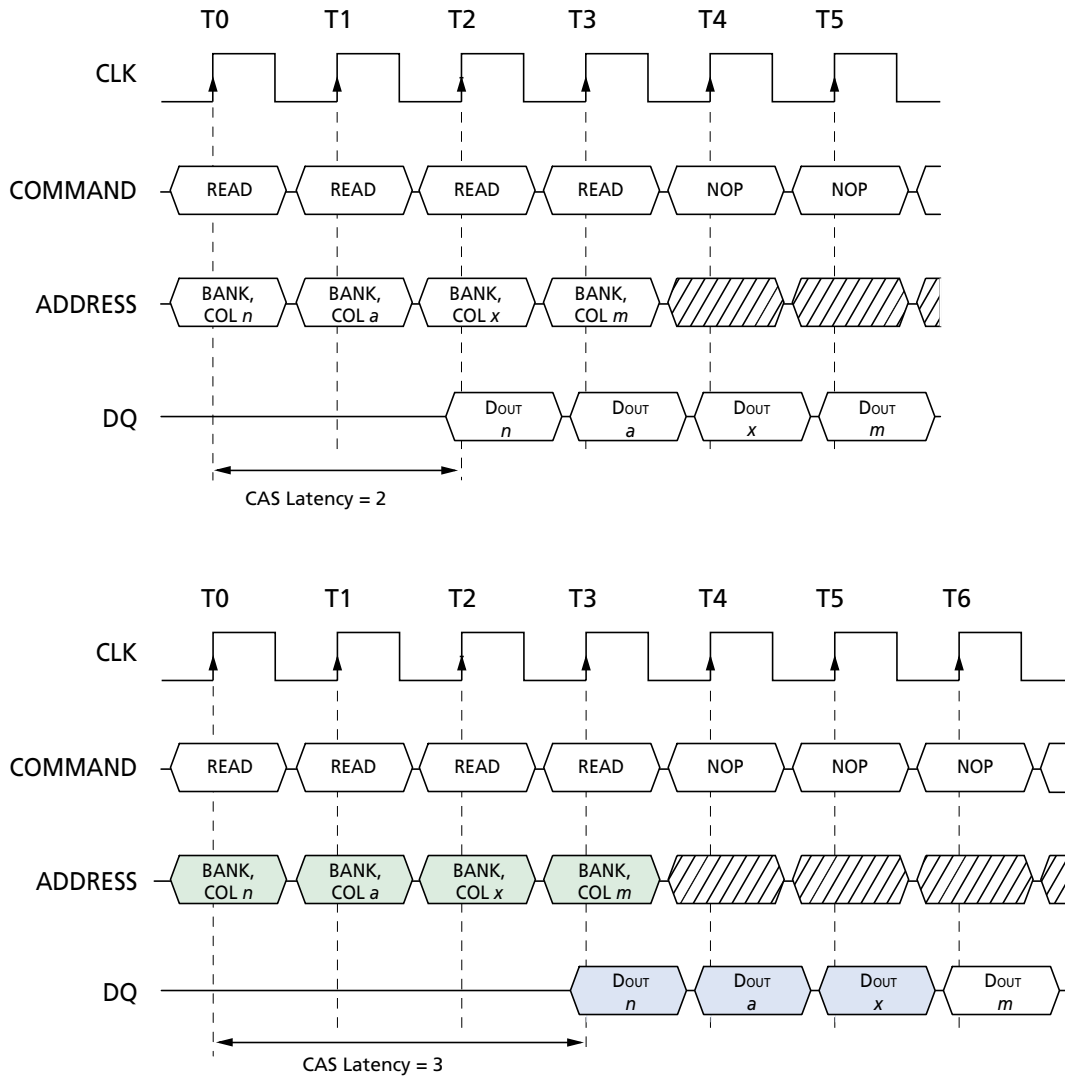 T0 T1 T2 T3 T4 T5
CLK
COMMAND READ READ READ READ NOP NOP
ADDRESS BANK, COL n BANK, COL a BANK, COL x BANK, COL m
DQ DOUT n DOUT a DOUT x DOUT m
CAS Latency = 2
T0 T1 T2 T3 T4 T5 T6
CLK
COMMAND READ READ READ READ NOP NOP NOP
ADDRESS BANK, COL n BANK, COL a BANK, COL x BANK, COL m
DQ DOUT n DOUT a DOUT x DOUT m
CAS Latency = 3